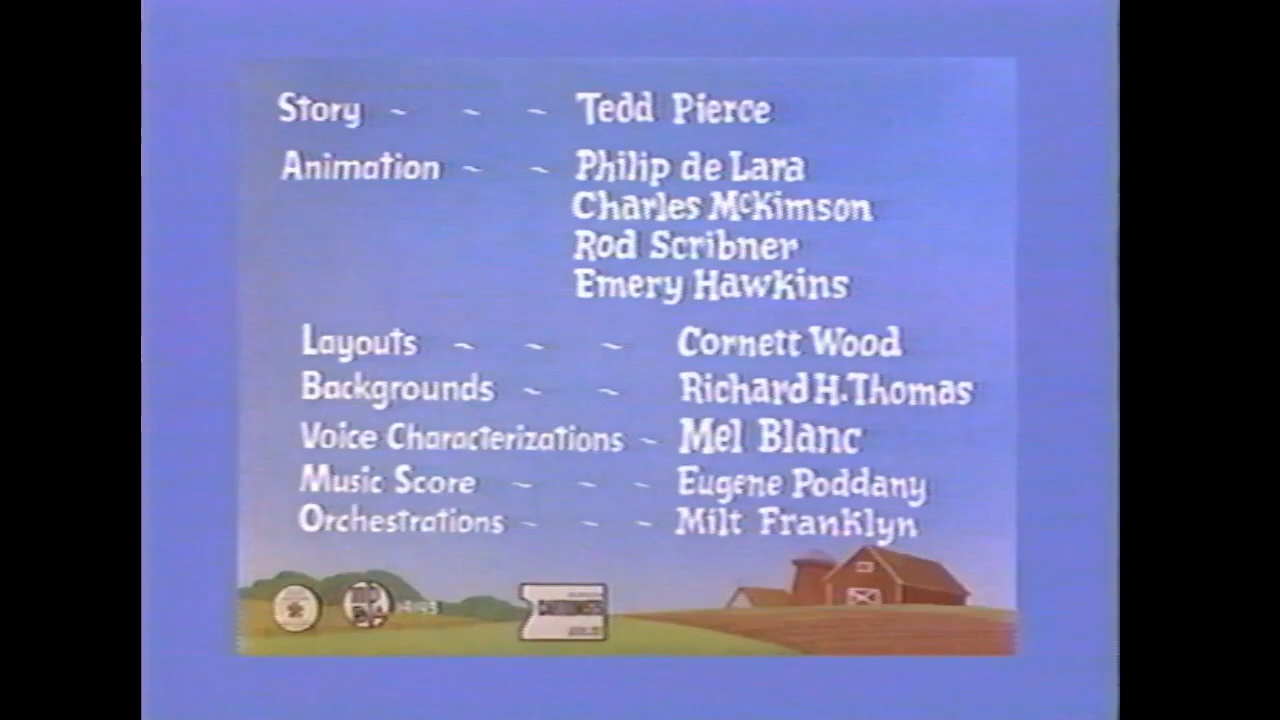 Story ~ ~ ~ Tedd Pierce
Animation ~ ~ Philip de Lara
Charles McKimson
Rod Scribner
Emery Hawkins
Layouts ~ ~ ~ Cornett Wood
Backgrounds ~ ~ Richard H. Thomas
Voice Characterizations ~ Mel Blanc
Music Score ~ ~ ~ Eugene Poddany
Orchestrations ~ ~ ~ Milt Franklyn